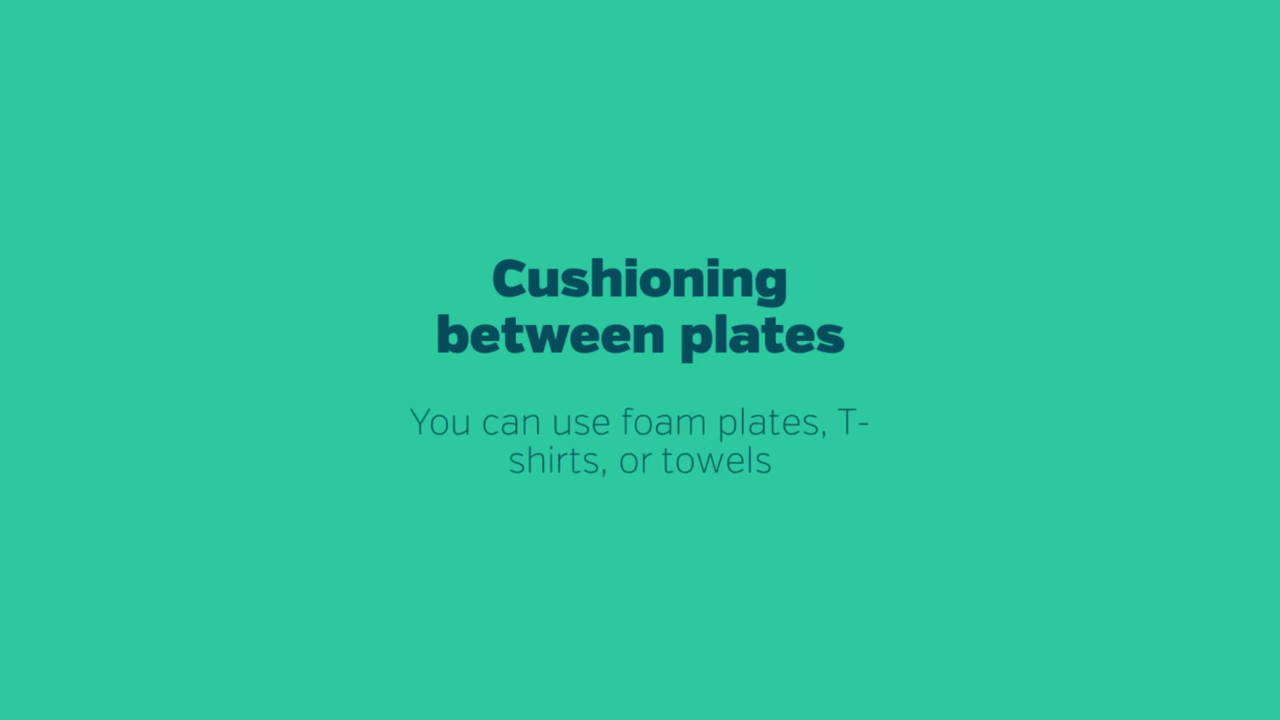 Cushioning
between plates
You can use foam plates, T-
shirts, or towels